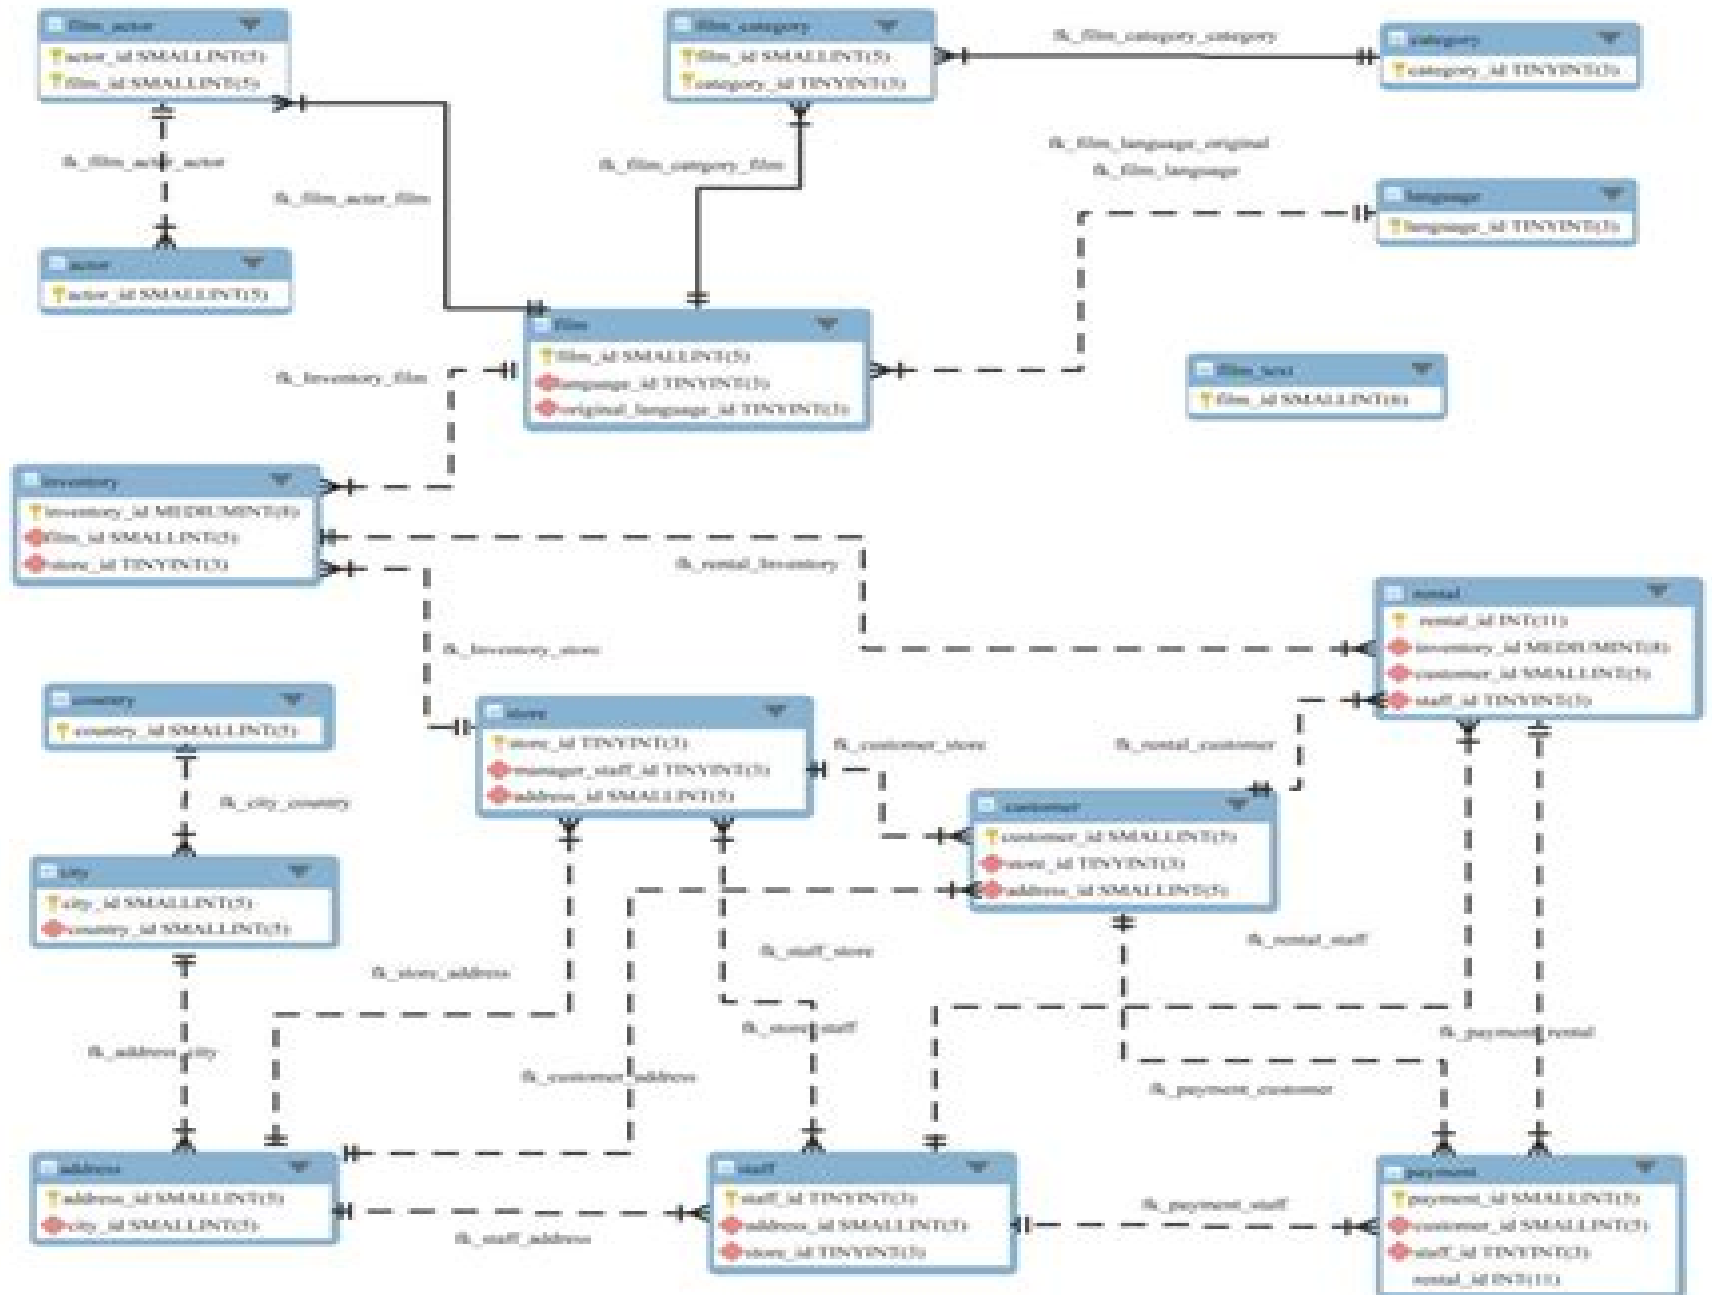 film_actor
actor_id SMALLINT(5)
film_id SMALLINT(5)
film_category
film_id SMALLINT(5)
category_id TINYINT(3)
fk_film_category_category
category
category_id TINYINT(3)
fk_film_actor_actor
fk_film_actor_film
fk_film_category_film
fk_film_language_original
fk_film_language
language
language_id TINYINT(3)
actor
actor_id SMALLINT(5)
film
film_id SMALLINT(5)
language_id TINYINT(3)
original_language_id TINYINT(3)
fk_Inventory_film
film_text
film_id SMALLINT(6)
Inventory
inventory_id MEDIUMINT(8)
film_id SMALLINT(5)
store_id TINYINT(3)
fk_rental_Inventory
rental
rental_id INT(11)
inventory_id MEDIUMINT(8)
customer_id SMALLINT(5)
staff_id TINYINT(3)
fk_Inventory_store
country
country_id SMALLINT(5)
store
store_id TINYINT(3)
manager_staff_id TINYINT(3)
address_id SMALLINT(5)
fk_customer_store
fk_rental_customer
fk_city_country
customer
customer_id SMALLINT(5)
store_id TINYINT(3)
address_id SMALLINT(5)
city
city_id SMALLINT(5)
country_id SMALLINT(5)
fk_store_address
fk_staff_store
fk_rental_staff
fk_store_staff
fk_address_city
fk_customer_address
fk_payment_rental
fk_payment_customer
address
address_id SMALLINT(5)
city_id SMALLINT(5)
fk_staff_address
staff
staff_id TINYINT(3)
address_id SMALLINT(5)
store_id TINYINT(3)
fk_payment_staff
payment
payment_id SMALLINT(5)
customer_id SMALLINT(5)
staff_id TINYINT(3)
rental_id INT(11)